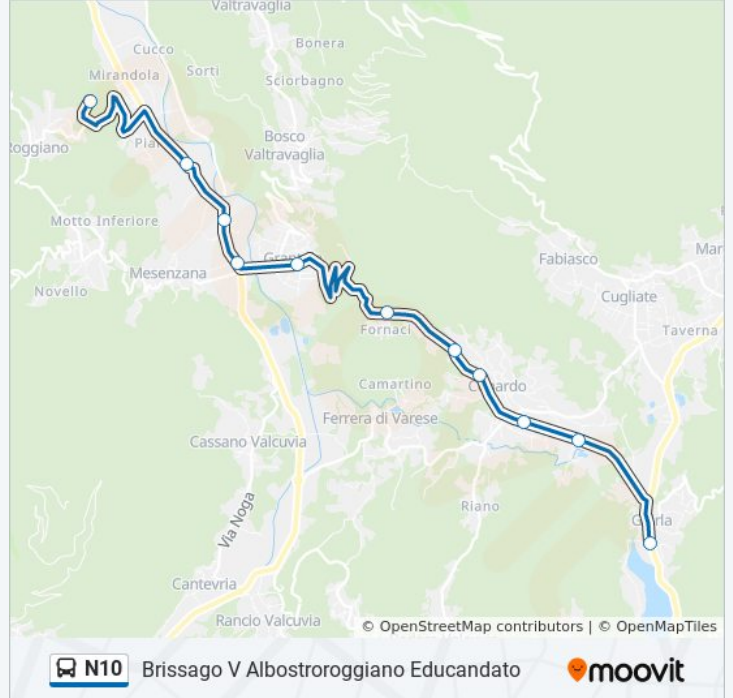 Valtravaglia
Cucco
Bonera
Mirandola
Sorti
Sciorbagno
Roggiano
Bosco
Valtravaglia
Motto Inferiore
Mesenzana
Novello
Fabiasco
Mar
Cugliate
Fornaci
Taverna
Camartino
Ferrera di Varese
Cassano Valcuvia
Via Noga
Riano
Cantevria
Rancio Valcuvia
© OpenStreetMap contributors | © OpenMapTiles
N10 Brissago V Albostroroggiano Educandato moovit